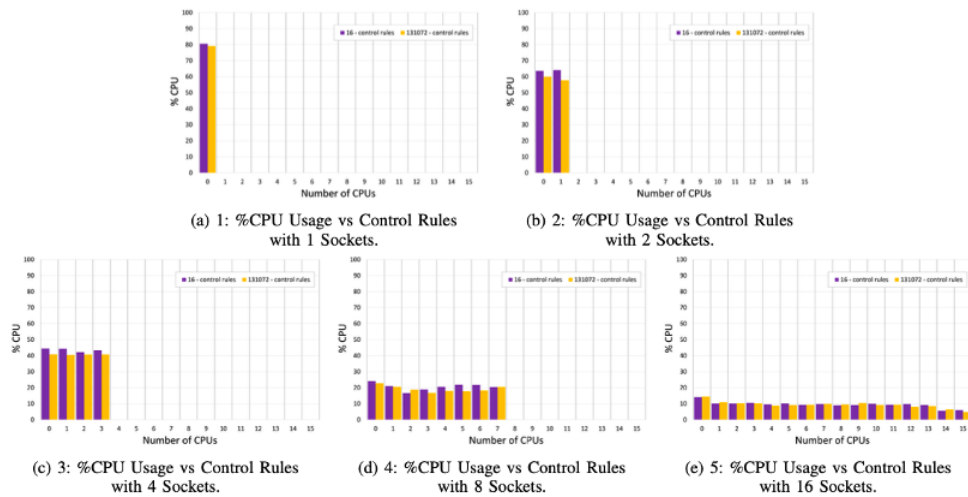 100
90
80
70
60
50
40
30
20
10
0
% CPU
16 - control rules 131072 - control rules
0 1 2 3 4 5 6 7 8 9 10 11 12 13 14 15
Number of CPUs
(a) 1: %CPU Usage vs Control Rules
with 1 Sockets.
100
90
80
70
60
50
40
30
20
10
0
% CPU
16 - control rules 131072 - control rules
0 1 2 3 4 5 6 7 8 9 10 11 12 13 14 15
Number of CPUs
(b) 2: %CPU Usage vs Control Rules
with 2 Sockets.
100
90
80
70
60
50
40
30
20
10
0
% CPU
16 - control rules 131072 - control rules
0 1 2 3 4 5 6 7 8 9 10 11 12 13 14 15
Number of CPUs
(c) 3: %CPU Usage vs Control Rules
with 4 Sockets.
100
90
80
70
60
50
40
30
20
10
0
% CPU
16 - control rules 131072 - control rules
0 1 2 3 4 5 6 7 8 9 10 11 12 13 14 15
Number of CPUs
(d) 4: %CPU Usage vs Control Rules
with 8 Sockets.
100
90
80
70
60
50
40
30
20
10
0
% CPU
16 - control rules 131072 - control rules
0 1 2 3 4 5 6 7 8 9 10 11 12 13 14 15
Number of CPUs
(e) 5: %CPU Usage vs Control Rules
with 16 Sockets.